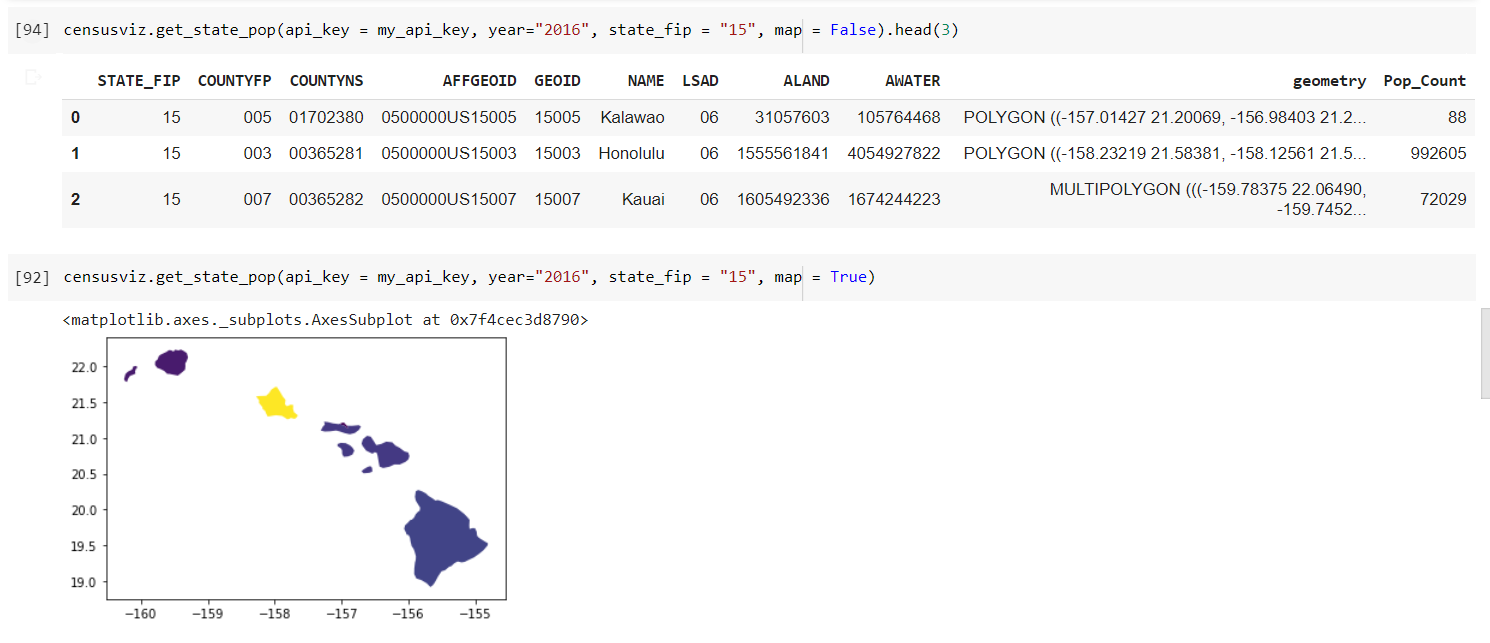 [94] censusviz.get_state_pop(api_key = my_api_key, year="2016", state_fip = "15", map = False).head(3)
STATE_FIP COUNTYFP COUNTYNS AFFGEOID GEOID NAME LSAD ALAND AWATER geometry Pop_Count
0 15 005 01702380 0500000US15005 15005 Kalawao 06 31057603 105764468 POLYGON ((-157.01427 21.20069, -156.98403 21.2... 88
1 15 003 00365281 0500000US15003 15003 Honolulu 06 1555561841 4054927822 POLYGON ((-158.23219 21.58381, -158.12561 21.5... 992605
2 15 007 00365282 0500000US15007 15007 Kauai 06 1605492336 1674244223 MULTIPOLYGON (((-159.78375 22.06490, 72029
-159.7452...
[92] censusviz.get_state_pop(api_key = my_api_key, year="2016", state_fip = "15", map = True)
<matplotlib.axes._subplots.AxesSubplot at 0x7f4cec3d8790>
22.0
21.5
21.0
20.5
20.0
19.5
19.0
−160 −159 −158 −157 −156 −155